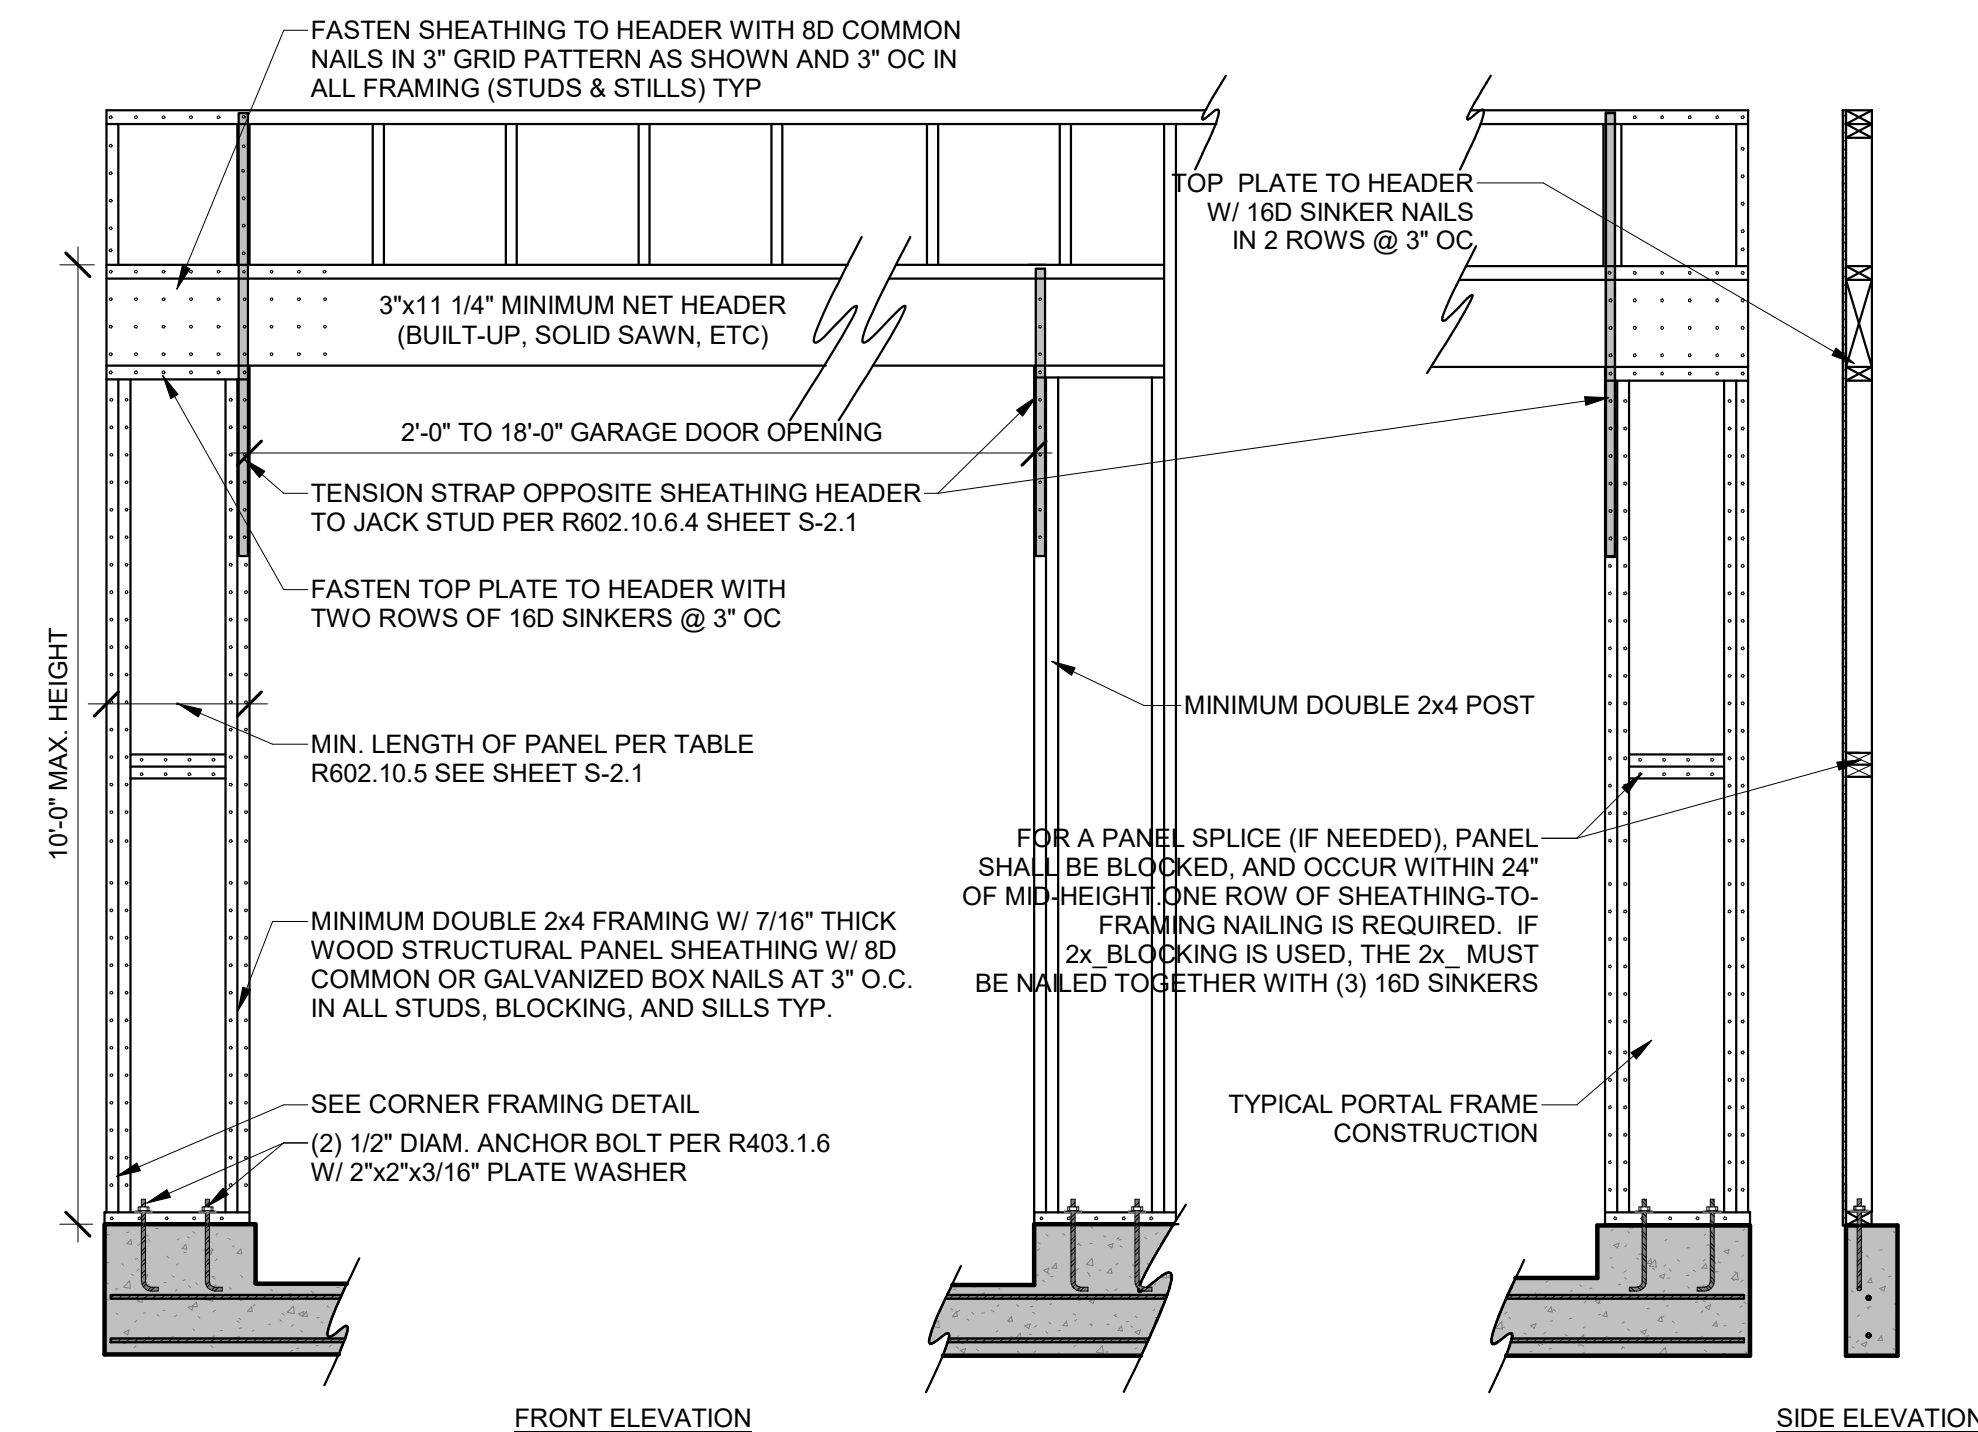 FASTEN SHEATHING TO HEADER WITH 8D COMMON
NAILS IN 3" GRID PATTERN AS SHOWN AND 3" OC IN
ALL FRAMING (STUDS & STILLS) TYP
TOP PLATE TO HEADER
W/ 16D SINKER NAILS
IN 2 ROWS @ 3" OC
3"x11 1/4" MINIMUM NET HEADER
(BUILT-UP, SOLID SAWN, ETC)
2'-0" TO 18'-0" GARAGE DOOR OPENING
TENSION STRAP OPPOSITE SHEATHING HEADER
TO JACK STUD PER R602.10.6.4 SHEET S-2.1
FASTEN TOP PLATE TO HEADER WITH
TWO ROWS OF 16D SINKERS @ 3" OC
10'-0" MAX. HEIGHT
MINIMUM DOUBLE 2x4 POST
MIN. LENGTH OF PANEL PER TABLE
R602.10.5 SEE SHEET S-2.1
FOR A PANEL SPLICE (IF NEEDED), PANEL
SHALL BE BLOCKED, AND OCCUR WITHIN 24"
OF MID-HEIGHT.ONE ROW OF SHEATHING-TO-
FRAMING NAILING IS REQUIRED. IF
2x_BLOCKING IS USED, THE 2x_ MUST
BE NAILED TOGETHER WITH (3) 16D SINKERS
MINIMUM DOUBLE 2x4 FRAMING W/ 7/16" THICK
WOOD STRUCTURAL PANEL SHEATHING W/ 8D
COMMON OR GALVANIZED BOX NAILS AT 3" O.C.
IN ALL STUDS, BLOCKING, AND SILLS TYP.
SEE CORNER FRAMING DETAIL
(2) 1/2" DIAM. ANCHOR BOLT PER R403.1.6
W/ 2"x2"x3/16" PLATE WASHER
TYPICAL PORTAL FRAME
CONSTRUCTION
FRONT ELEVATION
SIDE ELEVATION